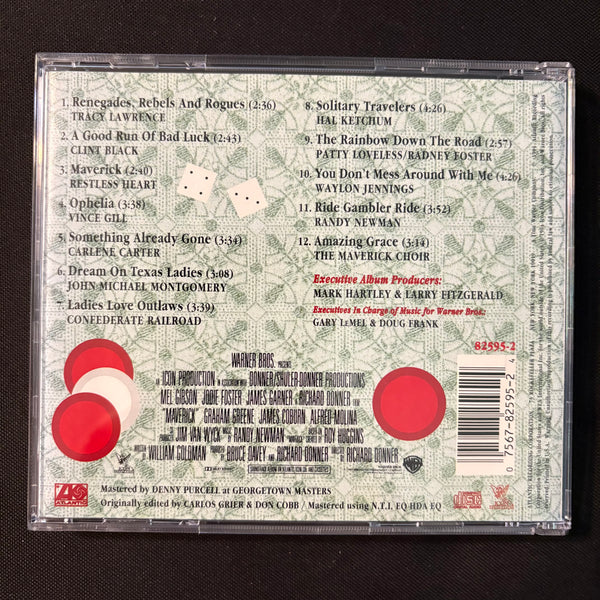 1. Renegades, Rebels And Rogues (2:36)
TRACY LAWRENCE
2. A Good Run Of Bad Luck (2:43)
CLINT BLACK
3. Maverick (2:40)
RESTLESS HEART
4. Ophelia (3:38)
VINCE GILL
5. Something Already Gone (3:34)
CARLENE CARTER
6. Dream On Texas Ladies (3:08)
JOHN MICHAEL MONTGOMERY
7. Ladies Love Outlaws (3:39)
CONFEDERATE RAILROAD
8. Solitary Travelers (4:26)
HAL KETCHUM
9. The Rainbow Down The Road (2:57)
PATTY LOVELESS/RADNEY FOSTER
10. You Don't Mess Around With Me (4:26)
WAYLON JENNINGS
11. Ride Gambler Ride (3:52)
RANDY NEWMAN
12. Amazing Grace (3:14)
THE MAVERICK CHOIR
Executive Album Producers:
MARK HARTLEY & LARRY FITZGERALD
Executives in Charge of Music for Warner Bros.:
GARY LeMEL & DOUG FRANK
82595-2
WARNER BROS. PRESENTS
AN ICON PRODUCTION IN ASSOCIATION WITH DONNER/SHULER-DONNER PRODUCTIONS
MEL GIBSON JODIE FOSTER JAMES GARNER A RICHARD DONNER FILM
"MAVERICK" GRAHAM GREENE JAMES COBURN ALFRED MOLINA
JIM VAN WYCK RANDY NEWMAN ROY HUGGINS
WILLIAM GOLDMAN BRUCE DAVEY AND RICHARD DONNER RICHARD DONNER
0 7567-82595-2 4
ATLANTIC
Mastered by DENNY PURCELL at GEORGETOWN MASTERS
Originally edited by CARLOS GRIER & DON COBB / Mastered using N.T.I. EQ HDA EQ